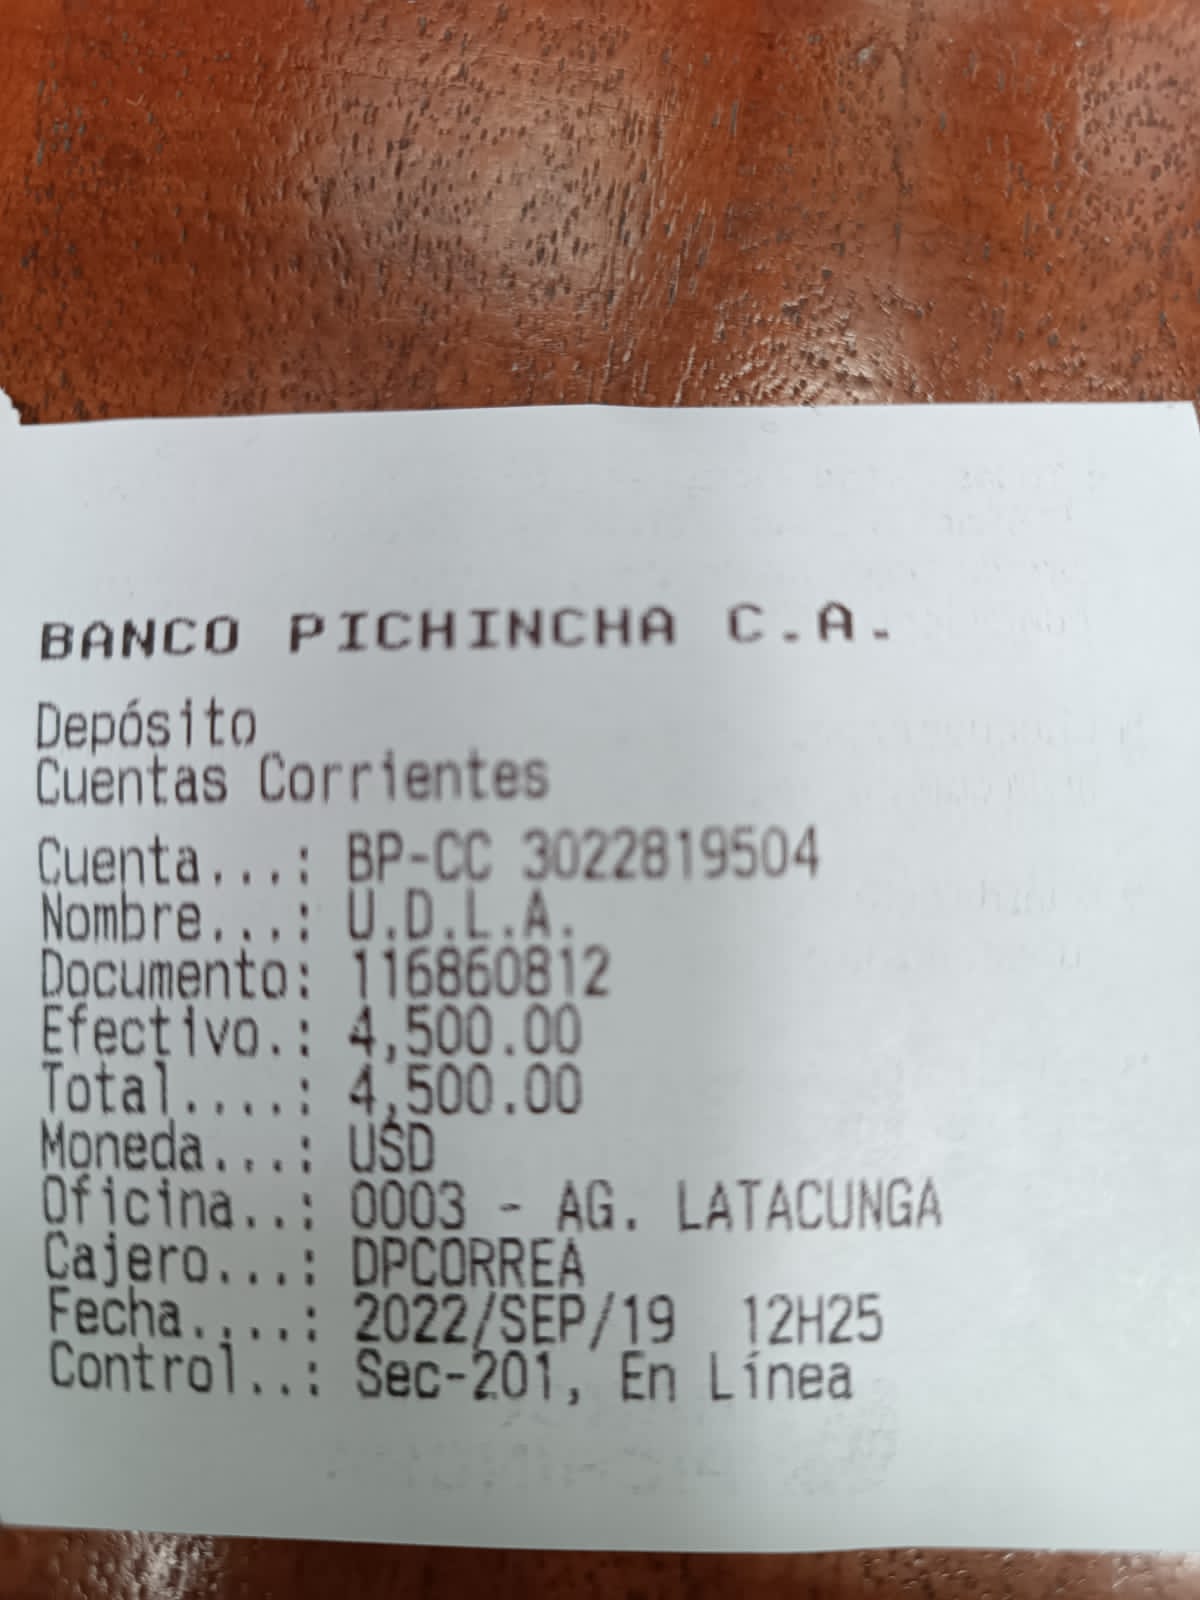 BANCO PICHINCHA C.A.
Depósito
Cuentas Corrientes
Cuenta...: BP-CC 3022819504
Nombre...: U.D.L.A.
Documento: 116860812
Efectivo.: 4,500.00
Total....: 4,500.00
Moneda...: USD
Oficina..: 0003 - AG. LATACUNGA
Cajero...: DPCORREA
Fecha....: 2022/SEP/19 12H25
Control..: Sec-201, En Línea